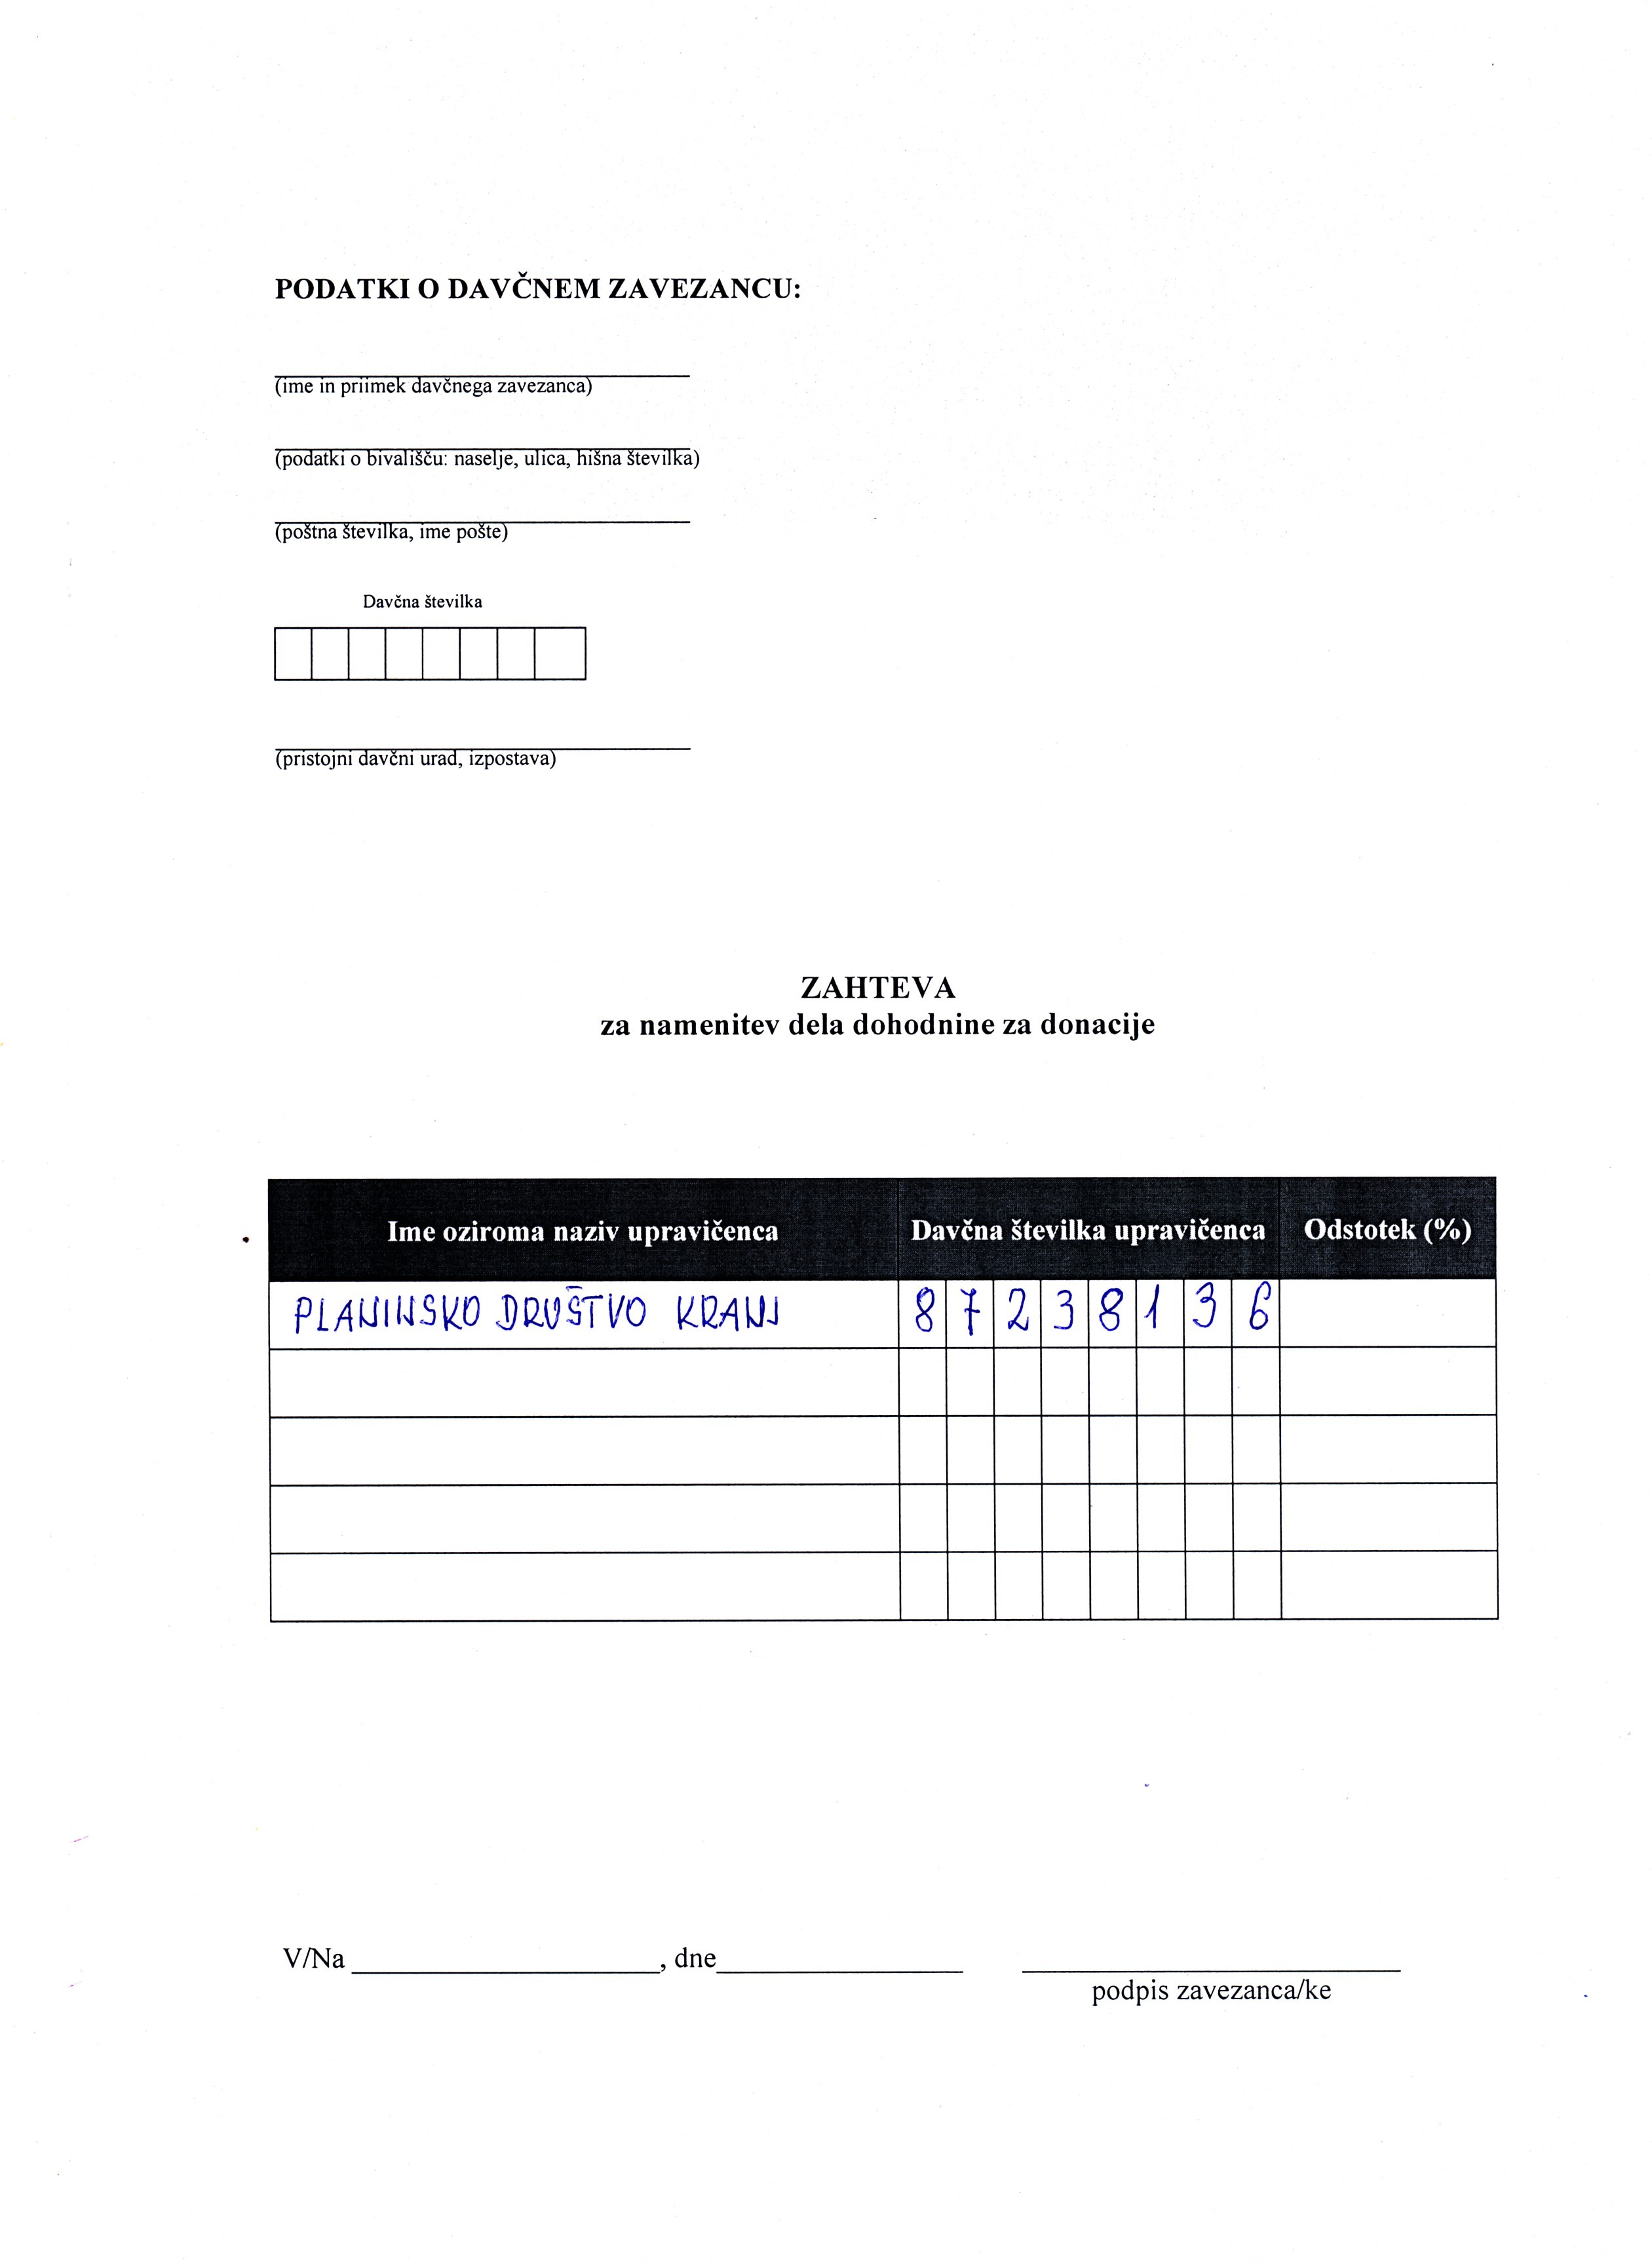 PODATKI O DAVČNEM ZAVEZANCU:
(ime in priimek davčnega zavezanca)
(podatki o bivališču: naselje, ulica, hišna številka)
(poštna številka, ime pošte)
Davčna številka
(pristojni davčni urad, izpostava)
ZAHTEVA
za namenitev dela dohodnine za donacije
Ime oziroma naziv upravičenca Davčna številka upravičenca Odstotek (%)
PLANINSKO DRUŠTVO KRANJ 8 7 2 3 8 1 3 6
V/Na ____________________, dne________________
podpis zavezanca/ke